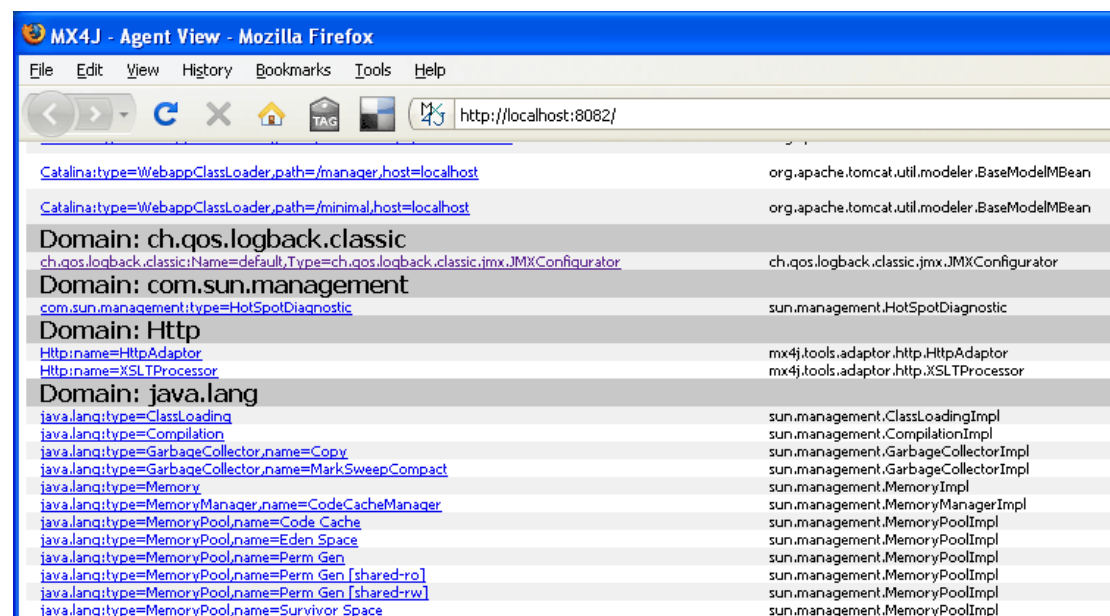 MX4J - Agent View - Mozilla Firefox
File Edit View History Bookmarks Tools Help
TAG M4J http://localhost:8082/
Catalina:type=WebappClassLoader,path=/manager,host=localhost org.apache.tomcat.util.modeler.BaseModelMBean
Catalina:type=WebappClassLoader,path=/minimal,host=localhost org.apache.tomcat.util.modeler.BaseModelMBean
Domain: ch.qos.logback.classic
ch.qos.logback.classic:Name=default,Type=ch.qos.logback.classic.jmx.JMXConfigurator ch.qos.logback.classic.jmx.JMXConfigurator
Domain: com.sun.management
com.sun.management:type=HotSpotDiagnostic sun.management.HotSpotDiagnostic
Domain: Http
Http:name=HttpAdaptor mx4j.tools.adaptor.http.HttpAdaptor
Http:name=XSLTProcessor mx4j.tools.adaptor.http.XSLTProcessor
Domain: java.lang
java.lang:type=ClassLoading sun.management.ClassLoadingImpl
java.lang:type=Compilation sun.management.CompilationImpl
java.lang:type=GarbageCollector,name=Copy sun.management.GarbageCollectorImpl
java.lang:type=GarbageCollector,name=MarkSweepCompact sun.management.GarbageCollectorImpl
java.lang:type=Memory sun.management.MemoryImpl
java.lang:type=MemoryManager,name=CodeCacheManager sun.management.MemoryManagerImpl
java.lang:type=MemoryPool,name=Code Cache sun.management.MemoryPoolImpl
java.lang:type=MemoryPool,name=Eden Space sun.management.MemoryPoolImpl
java.lang:type=MemoryPool,name=Perm Gen sun.management.MemoryPoolImpl
java.lang:type=MemoryPool,name=Perm Gen [shared-ro] sun.management.MemoryPoolImpl
java.lang:type=MemoryPool,name=Perm Gen [shared-rw] sun.management.MemoryPoolImpl
java.lang:type=MemoryPool,name=Survivor Space sun.management.MemoryPoolImpl